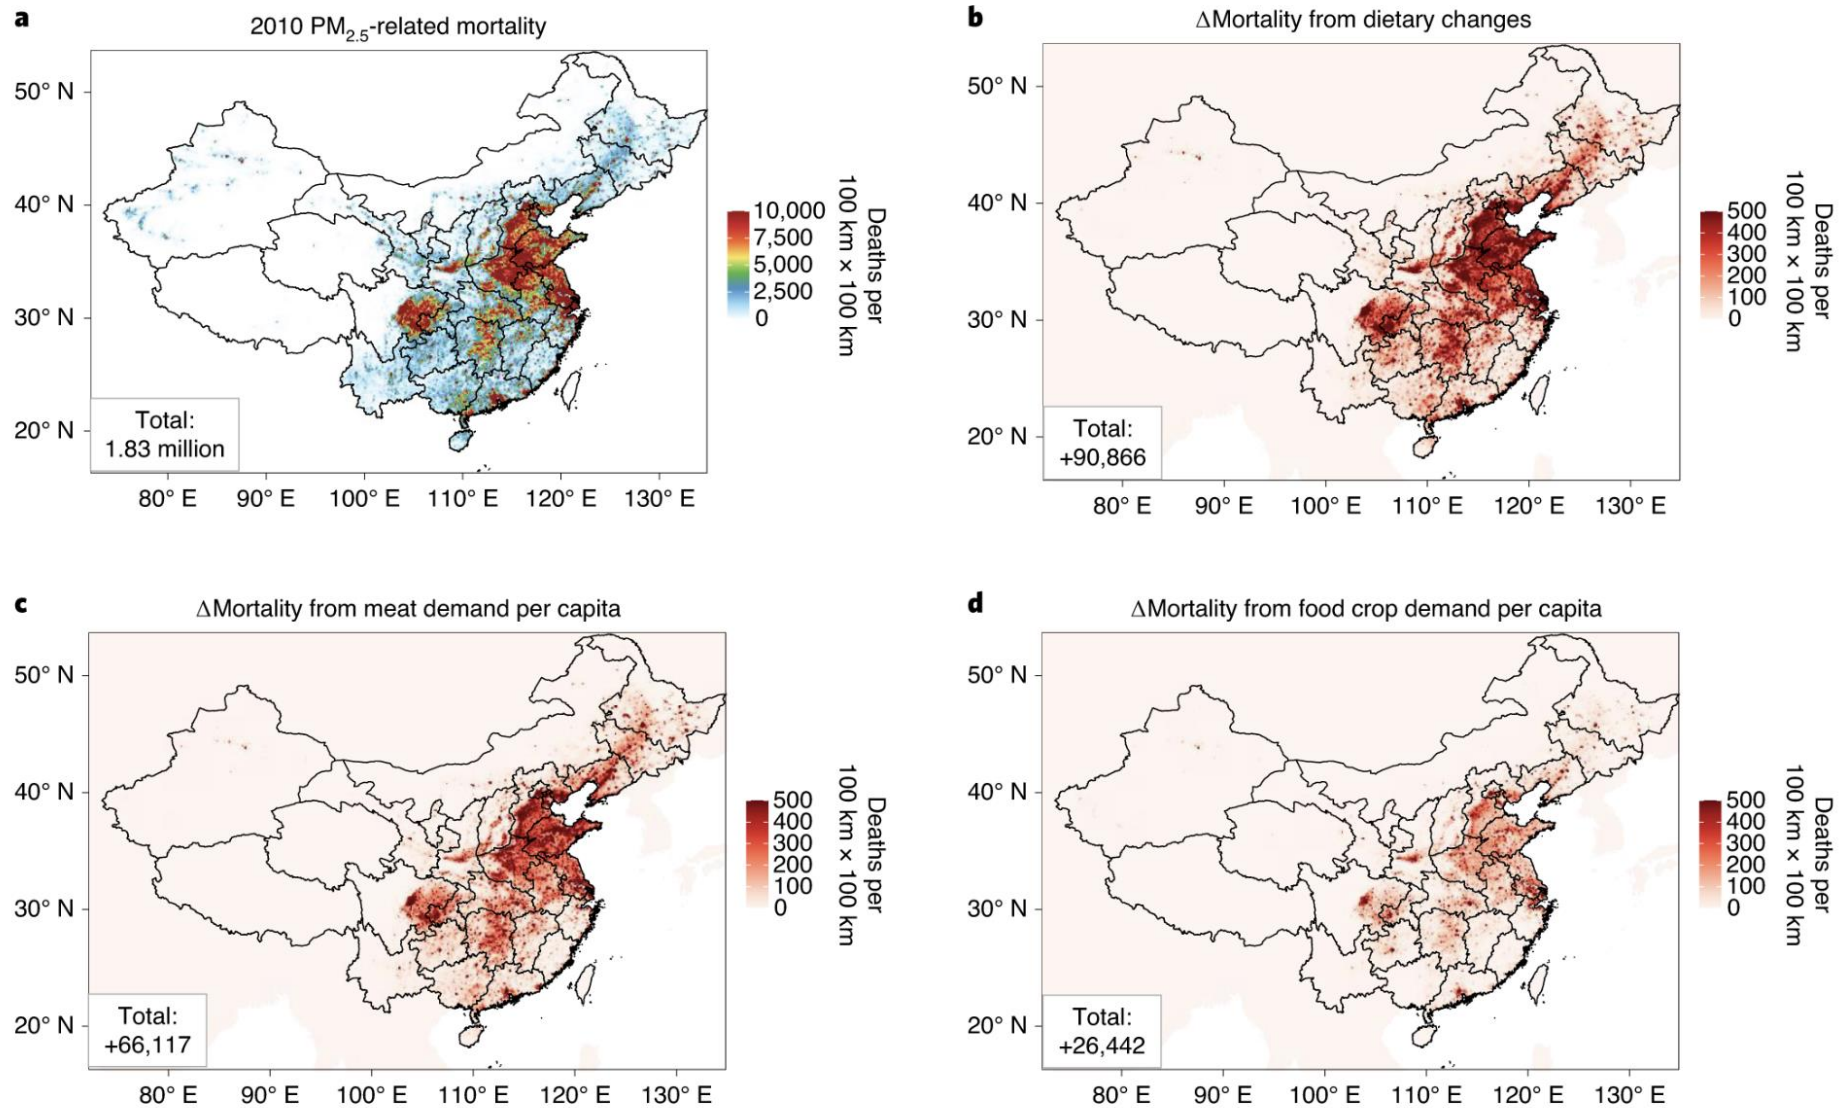 a
2010 PM2.5-related mortality
50° N
40° N
30° N
20° N
80° E 90° E 100° E 110° E 120° E 130° E
Total:
1.83 million
10,000
7,500
5,000
2,500
0
Deaths per
100 km × 100 km
b
ΔMortality from dietary changes
50° N
40° N
30° N
20° N
80° E 90° E 100° E 110° E 120° E 130° E
Total:
+90,866
500
400
300
200
100
0
Deaths per
100 km × 100 km
c
ΔMortality from meat demand per capita
50° N
40° N
30° N
20° N
80° E 90° E 100° E 110° E 120° E 130° E
Total:
+66,117
500
400
300
200
100
0
Deaths per
100 km × 100 km
d
ΔMortality from food crop demand per capita
50° N
40° N
30° N
20° N
80° E 90° E 100° E 110° E 120° E 130° E
Total:
+26,442
500
400
300
200
100
0
Deaths per
100 km × 100 km